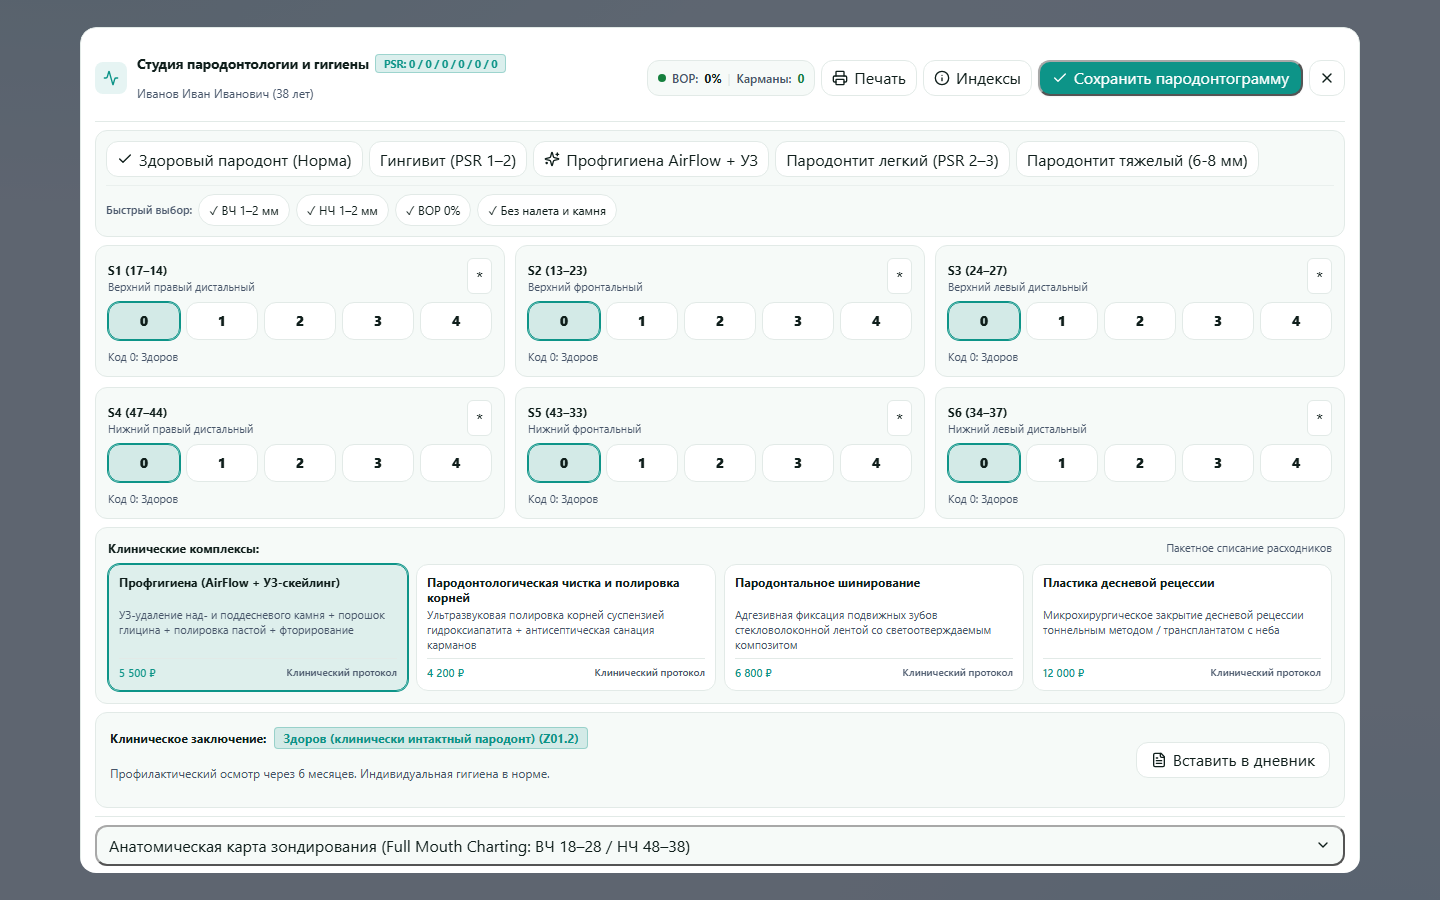 Студия пародонтологии и гигиены
PSR: 0 / 0 / 0 / 0 / 0 / 0
Иванов Иван Иванович (38 лет)
BOP: 0% | Карманы: 0
Печать
Индексы
Сохранить пародонтограмму
Здоровый пародонт (Норма)
Гингивит (PSR 1–2)
Профгигиена AirFlow + УЗ
Пародонтит легкий (PSR 2–3)
Пародонтит тяжелый (6-8 мм)
Быстрый выбор:
✓ ВЧ 1–2 мм
✓ НЧ 1–2 мм
✓ BOP 0%
✓ Без налета и камня
S1 (17–14)
*
Верхний правый дистальный
0 1 2 3 4
Код 0: Здоров
S2 (13–23)
*
Верхний фронтальный
0 1 2 3 4
Код 0: Здоров
S3 (24–27)
*
Верхний левый дистальный
0 1 2 3 4
Код 0: Здоров
S4 (47–44)
*
Нижний правый дистальный
0 1 2 3 4
Код 0: Здоров
S5 (43–33)
*
Нижний фронтальный
0 1 2 3 4
Код 0: Здоров
S6 (34–37)
*
Нижний левый дистальный
0 1 2 3 4
Код 0: Здоров
Клинические комплексы:
Пакетное списание расходников
Профгигиена (AirFlow + УЗ-скейлинг)
УЗ-удаление над- и поддесневого камня + порошок
глицина + полировка пастой + фторирование
5 500 ₽
Клинический протокол
Пародонтологическая чистка и полировка
корней
Ультразвуковая полировка корней суспензией
гидроксиапатита + антисептическая санация
карманов
4 200 ₽
Клинический протокол
Пародонтальное шинирование
Адгезивная фиксация подвижных зубов
стекловолоконной лентой со светоотверждаемым
композитом
6 800 ₽
Клинический протокол
Пластика десневой рецессии
Микрохирургическое закрытие десневой рецессии
тоннельным методом / трансплантатом с неба
12 000 ₽
Клинический протокол
Клиническое заключение:
Здоров (клинически интактный пародонт) (Z01.2)
Профилактический осмотр через 6 месяцев. Индивидуальная гигиена в норме.
Вставить в дневник
Анатомическая карта зондирования (Full Mouth Charting: ВЧ 18–28 / НЧ 48–38)